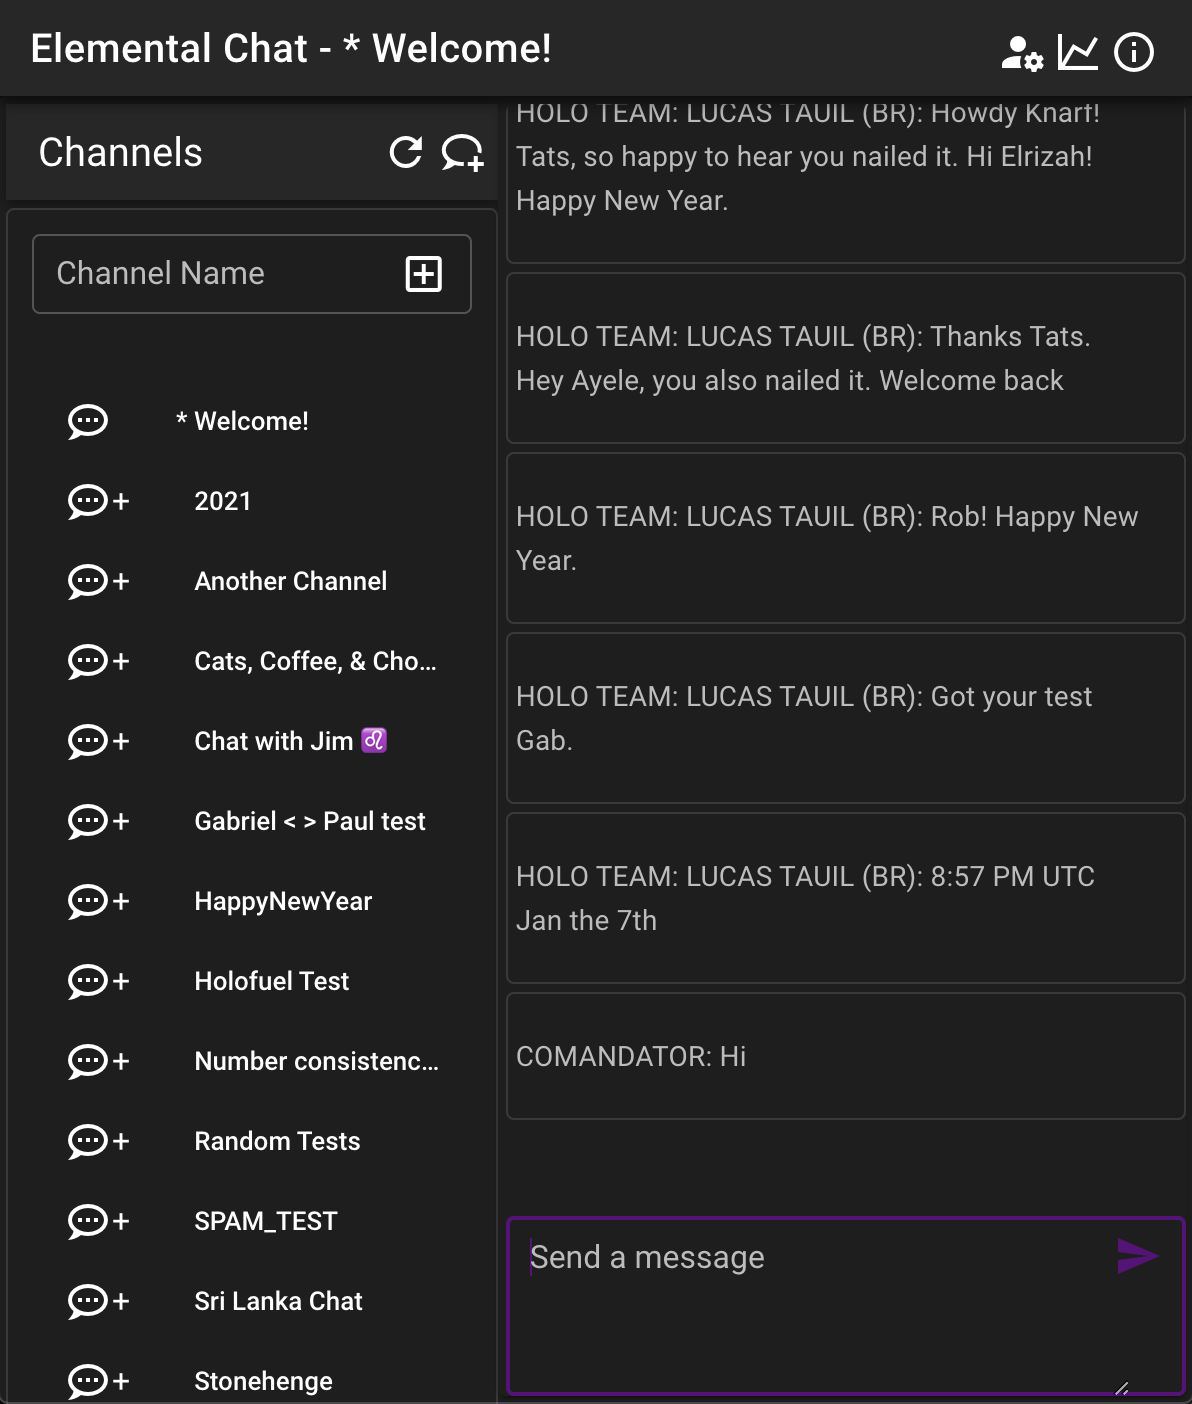 Elemental Chat - * Welcome!
Channels
Channel Name
* Welcome!
2021
Another Channel
Cats, Coffee, & Cho...
Chat with Jim ♌
Gabriel < > Paul test
HappyNewYear
Holofuel Test
Number consistenc...
Random Tests
SPAM_TEST
Sri Lanka Chat
Stonehenge
HOLO TEAM: LUCAS TAUIL (BR): Howdy Knarf!
Tats, so happy to hear you nailed it. Hi Elrizah!
Happy New Year.
HOLO TEAM: LUCAS TAUIL (BR): Thanks Tats.
Hey Ayele, you also nailed it. Welcome back
HOLO TEAM: LUCAS TAUIL (BR): Rob! Happy New
Year.
HOLO TEAM: LUCAS TAUIL (BR): Got your test
Gab.
HOLO TEAM: LUCAS TAUIL (BR): 8:57 PM UTC
Jan the 7th
COMANDATOR: Hi
Send a message